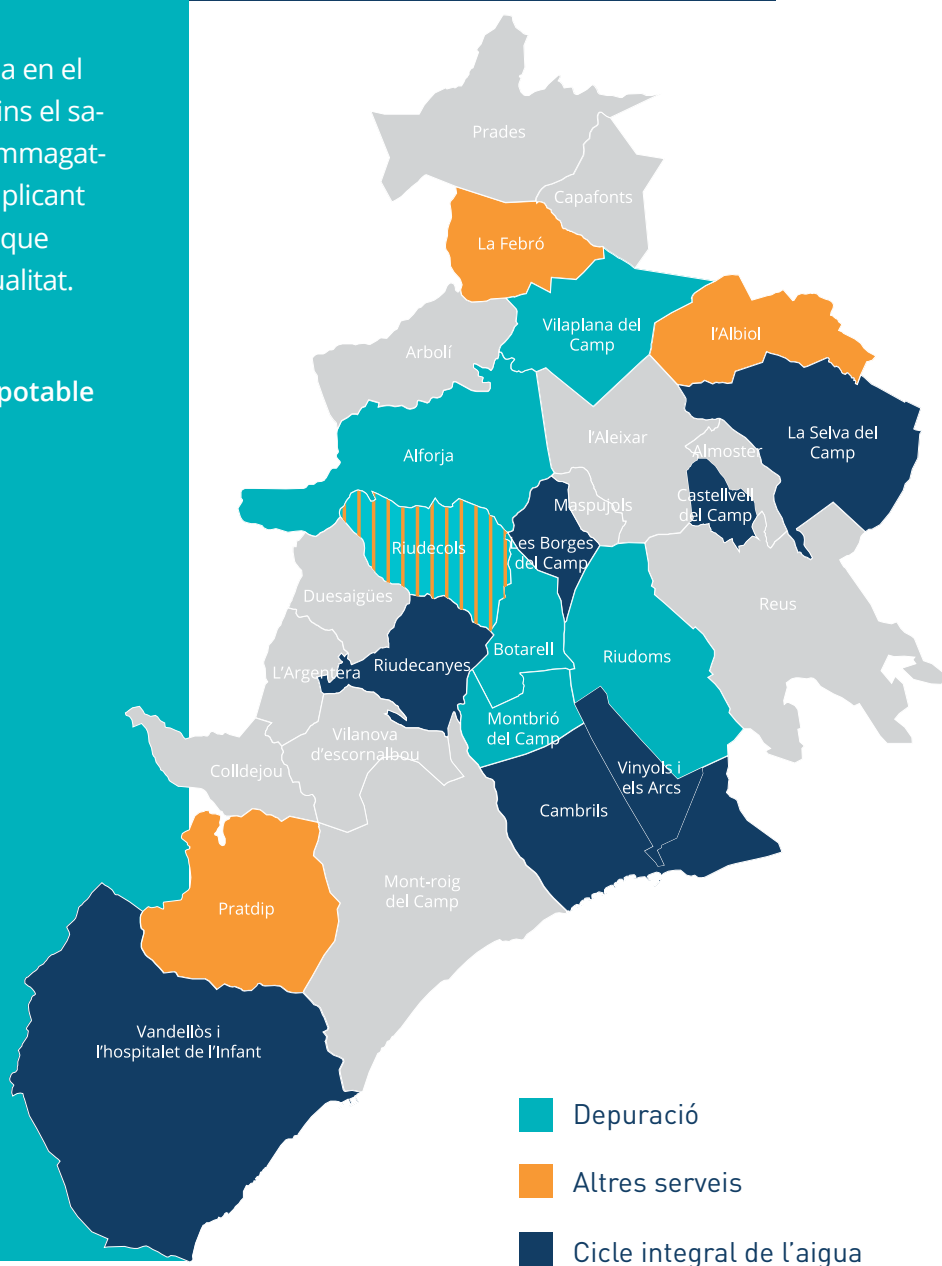 a en el
ins el sa-
mmagat-
plicant
que
ualitat.
potable
Prades
Capafonts
La Febró
Vilaplana del
Camp
l'Albiol
Arbolí
l'Aleixar
Almoster
La Selva del
Camp
Alforja
Maspujols
Castellvell
del Camp
Riudecols
Les Borges
del Camp
Duesaigües
Reus
Botarell
Riudoms
L'Argentera
Riudecanyes
Montbrió
del Camp
Vilanova
d'escornalbou
Colldejou
Vinyols i
els Arcs
Cambrils
Mont-roig
del Camp
Pratdip
Vandellòs i
l'hospitalet de l'Infant
Depuració
Altres serveis
Cicle integral de l'aigua